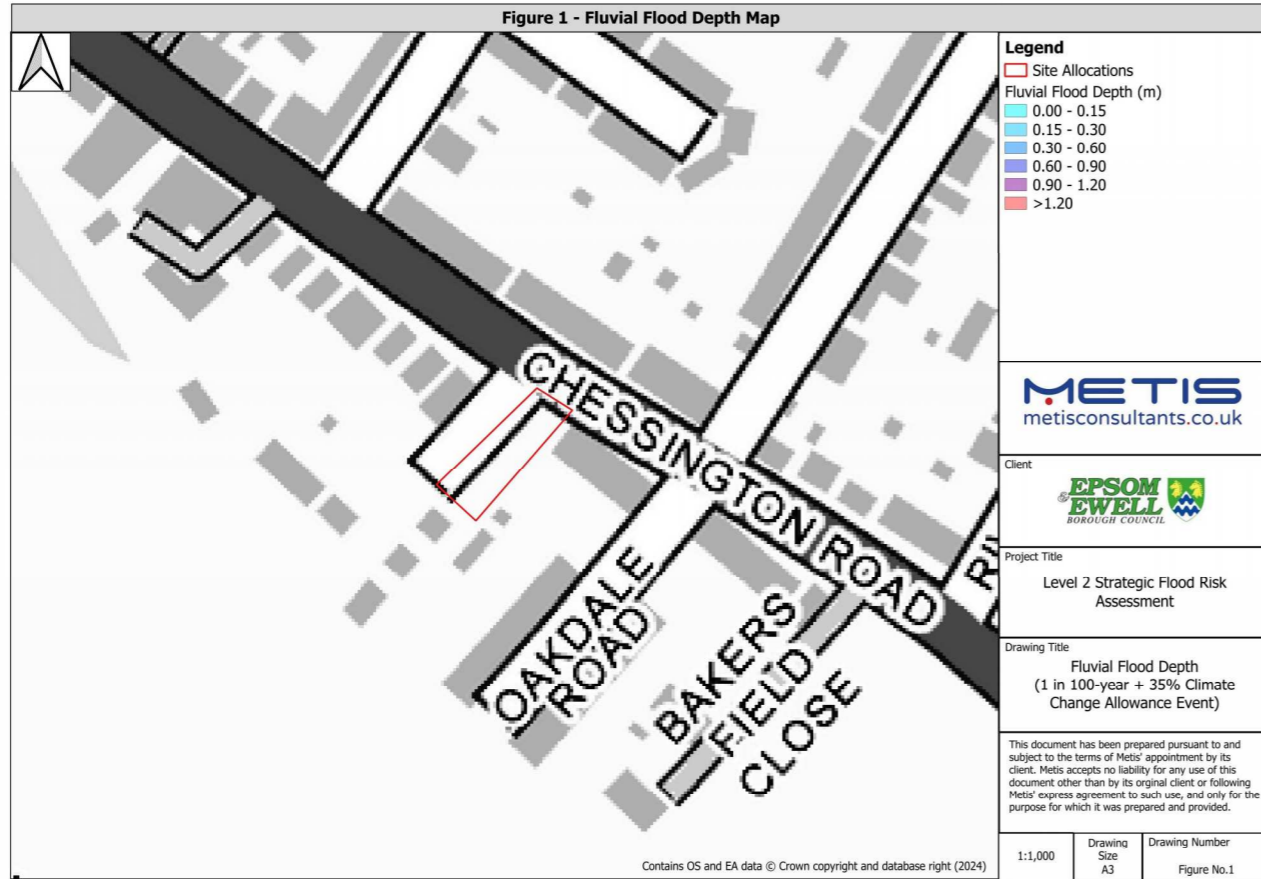 Figure 1 - Fluvial Flood Depth Map
CHESSINGTON ROAD
OAKDALE
ROAD
BAKERS
FIELD
CLOSE
Contains OS and EA data © Crown copyright and database right (2024)
Legend
Site Allocations
Fluvial Flood Depth (m)
0.00 - 0.15
0.15 - 0.30
0.30 - 0.60
0.60 - 0.90
0.90 - 1.20
>1.20
METIS
metisconsultants.co.uk
Client
EPSOM
& EWELL
BOROUGH COUNCIL
Project Title
Level 2 Strategic Flood Risk
Assessment
Drawing Title
Fluvial Flood Depth
(1 in 100-year + 35% Climate
Change Allowance Event)
This document has been prepared pursuant to and
subject to the terms of Metis' appointment by its
client. Metis accepts no liability for any use of this
document other than by its orginal client or following
Metis' express agreement to such use, and only for the
purpose for which it was prepared and provided.
1:1,000
Drawing
Size
A3
Drawing Number
Figure No.1